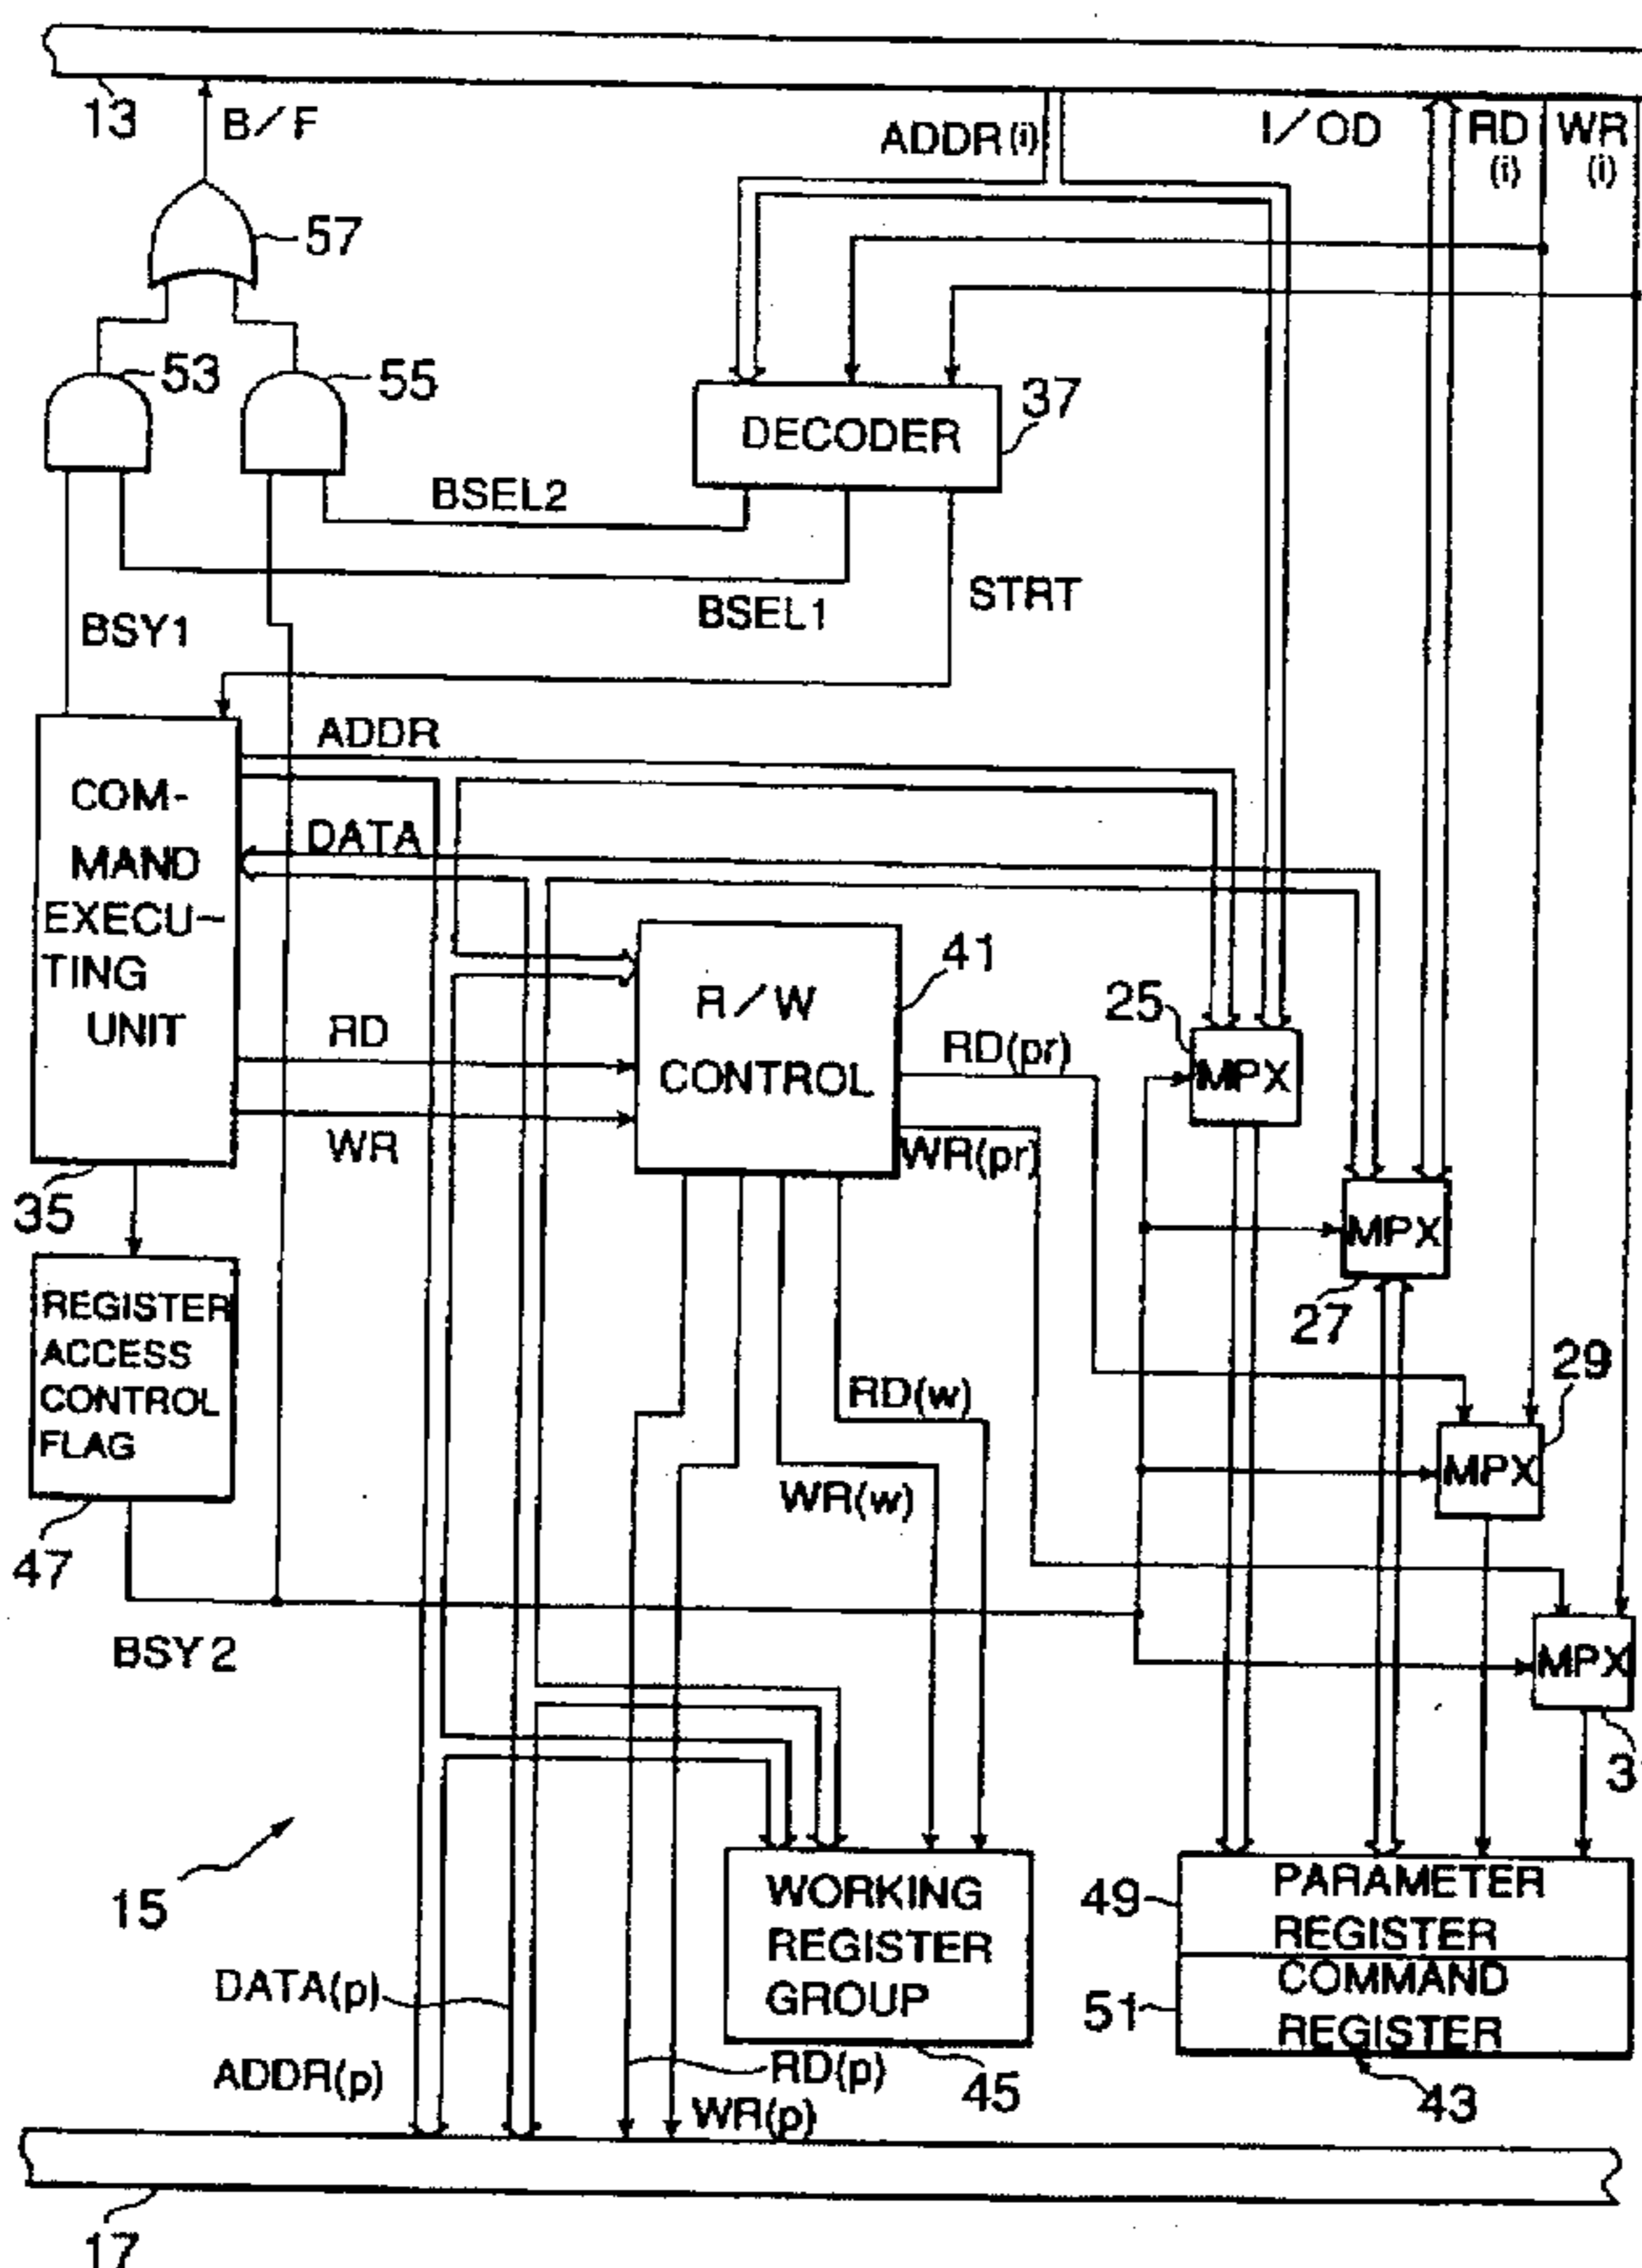 13
B/F
ADDR(i)
I/OD
RD
(i)
WR
(i)
57
53
55
DECODER
37
BSEL2
BSEL1
STRT
BSY1
ADDR
COM-
MAND
EXECU-
TING
UNIT
DATA
R/W
CONTROL
41
25
MPX
RD
RD(pr)
WR
WR(pr)
35
MPX
27
REGISTER
ACCESS
CONTROL
FLAG
29
MPX
RD(w)
WR(w)
47
BSY2
MPX
3
15
WORKING
REGISTER
GROUP
49
PARAMETER
REGISTER
51
COMMAND
REGISTER
DATA(p)
ADDR(p)
RD(p)
WR(p)
45
43
17